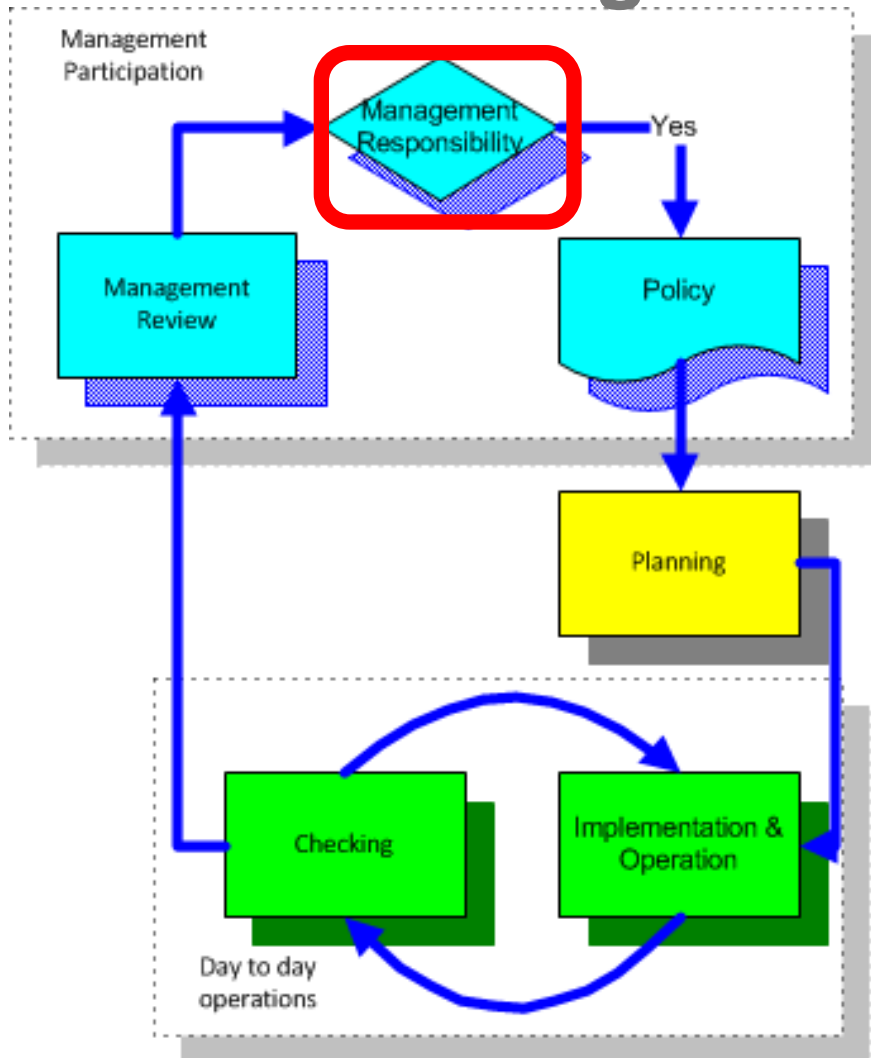 Management
Participation
Management
Responsibility
Yes
Management
Review
Policy
Planning
Checking
Implementation &
Operation
Day to day
operations